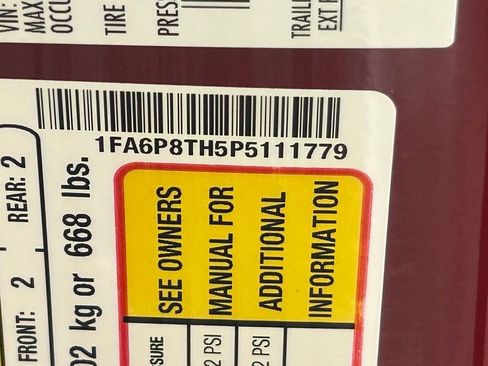 VIN:
MAX
OCCU
TIRE
PRES
TRAIL
EXT
1FA6P8TH5P5111779
REAR: 2
FRONT: 2
02 kg or 668 lbs.
SEE OWNERS
MANUAL FOR
ADDITIONAL
INFORMATION
SURE
2 PSI
2 PSI